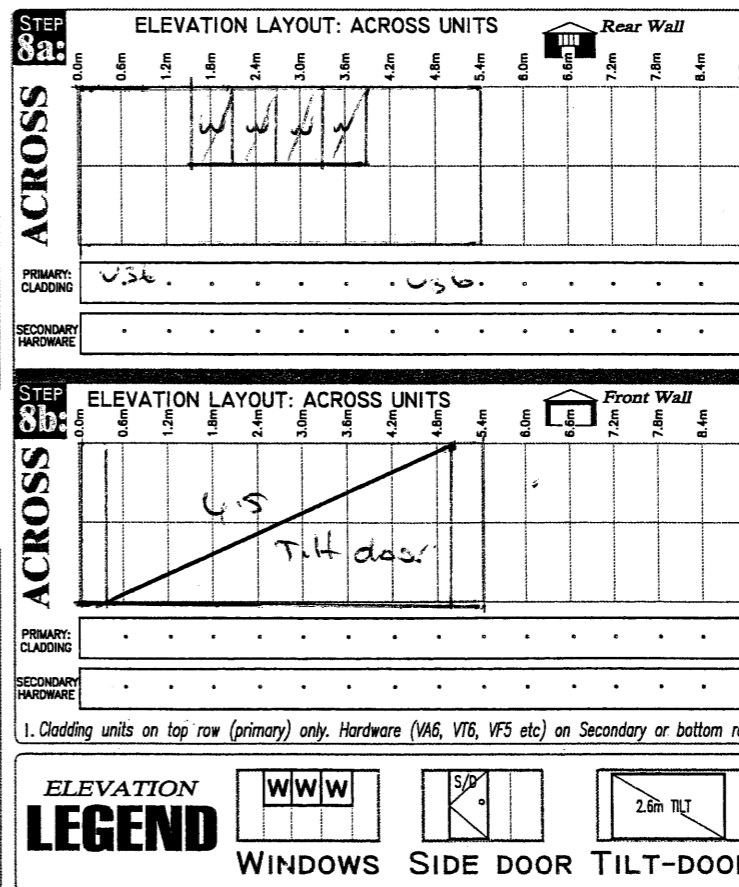 STEP 8a: ELEVATION LAYOUT: ACROSS UNITS Rear Wall
0.0m 0.6m 1.2m 1.8m 2.4m 3.0m 3.6m 4.2m 4.8m 5.4m 6.0m 6.6m 7.2m 7.8m 8.4m
ACROSS
W W W W
PRIMARY: CLADDING V36 V36
SECONDARY HARDWARE
STEP 8b: ELEVATION LAYOUT: ACROSS UNITS Front Wall
0.0m 0.6m 1.2m 1.8m 2.4m 3.0m 3.6m 4.2m 4.8m 5.4m 6.0m 6.6m 7.2m 7.8m 8.4m
ACROSS
4.5
Tilt door
PRIMARY: CLADDING
SECONDARY HARDWARE
1. Cladding units on top row (primary) only. Hardware (VA6, VT6, VF5 etc) on Secondary or bottom
ELEVATION
LEGEND
W W W
S/D
2.6m TILT
WINDOWS SIDE DOOR TILT-DOOR